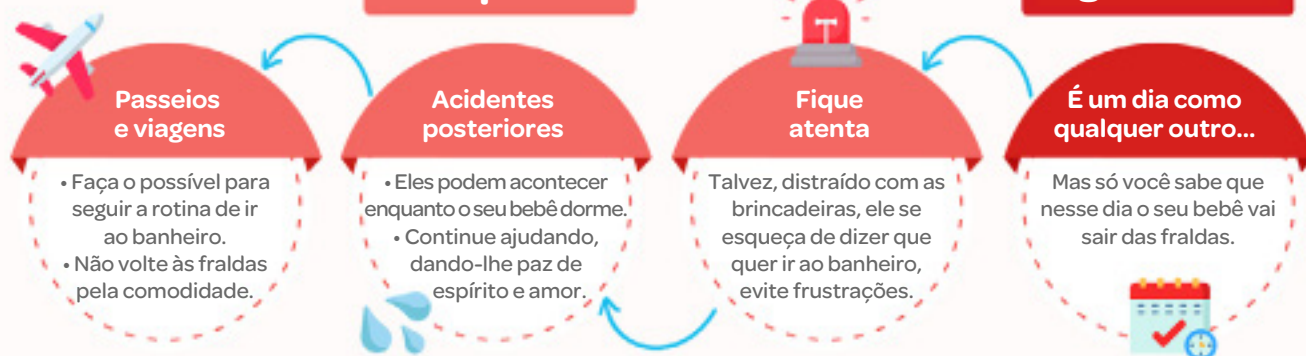 Passeios
e viagens
• Faça o possível para
seguir a rotina de ir
ao banheiro.
• Não volte às fraldas
pela comodidade.
Acidentes
posteriores
• Eles podem acontecer
enquanto o seu bebê dorme.
• Continue ajudando,
dando-lhe paz de
espírito e amor.
Fique
atenta
Talvez, distraído com as
brincadeiras, ele se
esqueça de dizer que
quer ir ao banheiro,
evite frustrações.
É um dia como
qualquer outro...
Mas só você sabe que
nesse dia o seu bebê vai
sair das fraldas.